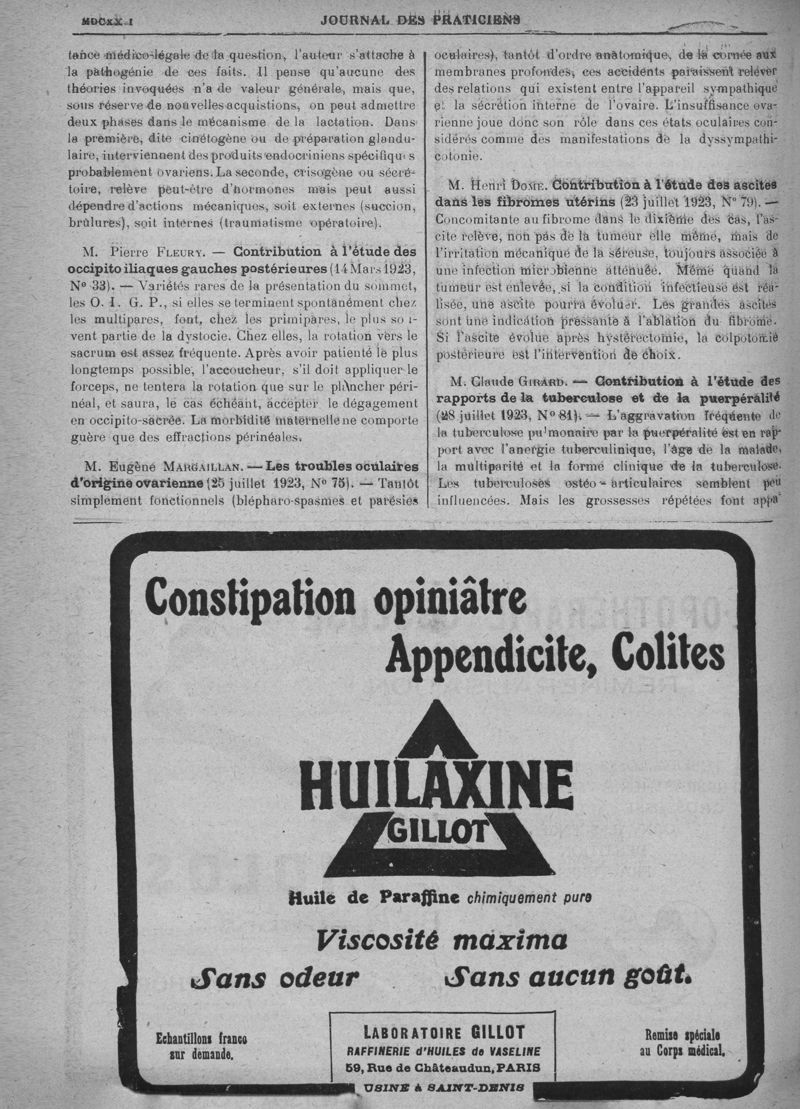 MDCXX I
JOURNAL DES PRATICIENS
tance médico-légale de la question, l'auteur s'attache à
la pathogénie de ces faits. Il pense qu'aucune des
théories invoquées n'a de valeur générale, mais que,
sous réserve de nouvelles acquistions, on peut admettre
deux phases dans le mécanisme de la lactation. Dans
la première, dite cinétogène ou de préparation glandu-
laire, interviennent des produits endocriniens spécifiques
probablement ovariens. La seconde, crisogène ou sécré-
toire, relève peut-être d'hormones mais peut aussi
dépendre d'actions mécaniques, soit externes (succion,
brûlures), soit internes (traumatisme opératoire).
M. Pierre FLEURY. — Contribution à l'étude des
occipito iliaques gauches postérieures (14 Mars 1923,
N° 33). — Variétés rares de la présentation du sommet,
les O. I. G. P., si elles se terminent spontanément chez
les multipares, font, chez les primipares, le plus sou-
vent partie de la dystocie. Chez elles, la rotation vers le
sacrum est assez fréquente. Après avoir patienté le plus
longtemps possible, l'accoucheur, s'il doit appliquer le
forceps, ne tentera la rotation que sur le plancher péri-
néal, et saura, le cas échéant, accepter le dégagement
en occipito-sacrée. La morbidité maternelle ne comporte
guère que des effractions périnéales.
M. Eugène MARGAILLAN. — Les troubles oculaires
d'origine ovarienne (25 juillet 1923, N° 75). — Tantôt
simplement fonctionnels (blépharo-spasmes et parésies
oculaires), tantôt d'ordre anatomique, de la cornée aux
membranes profondes, ces accidents paraissent relever
des relations qui existent entre l'appareil sympathique
et la sécrétion interne de l'ovaire. L'insuffisance ova-
rienne joue donc son rôle dans ces états oculaires con-
sidérés comme des manifestations de la dyssympathi-
cotonie.
M. Henri DOME. Contribution à l'étude des ascites
dans les fibromes utérins (23 juillet 1923, N° 79). —
Concomitante au fibrome dans le dixième des cas, l'as-
cite relève, non pas de la tumeur elle même, mais de
l'irritation mécanique de la séreuse, toujours associée à
une infection microbienne atténuée. Même quand la
tumeur est enlevée, si la condition infectieuse est réa-
lisée, une ascite pourra évoluer. Les grandes ascites
sont une indication pressante à l'ablation du fibrome.
Si l'ascite évolue après hystérectomie, la colpotomie
postérieure est l'intervention de choix.
M. Claude GIRARD. — Contribution à l'étude des
rapports de la tuberculose et de la puerpéralité
(28 juillet 1923, N° 81). — L'aggravation fréquente de
la tuberculose pulmonaire par la puerpéralité est en rap-
port avec l'anergie tuberculinique, l'âge de la malade,
la multiparité et la forme clinique de la tuberculose.
Les tuberculoses ostéo-articulaires semblent peu
influencées. Mais les grossesses répétées font appa
Constipation opiniâtre
Appendicite, Colites
HUILAXINE
GILLOT
Huile de Paraffine chimiquement pure
Viscosité maxima
Sans odeur Sans aucun goût.
Echantillons franco
sur demande.
LABORATOIRE GILLOT
RAFFINERIE d'HUILES de VASELINE
59, Rue de Châteaudun, PARIS
USINE à SAINT-DENIS
Remise spéciale
au Corps médical.